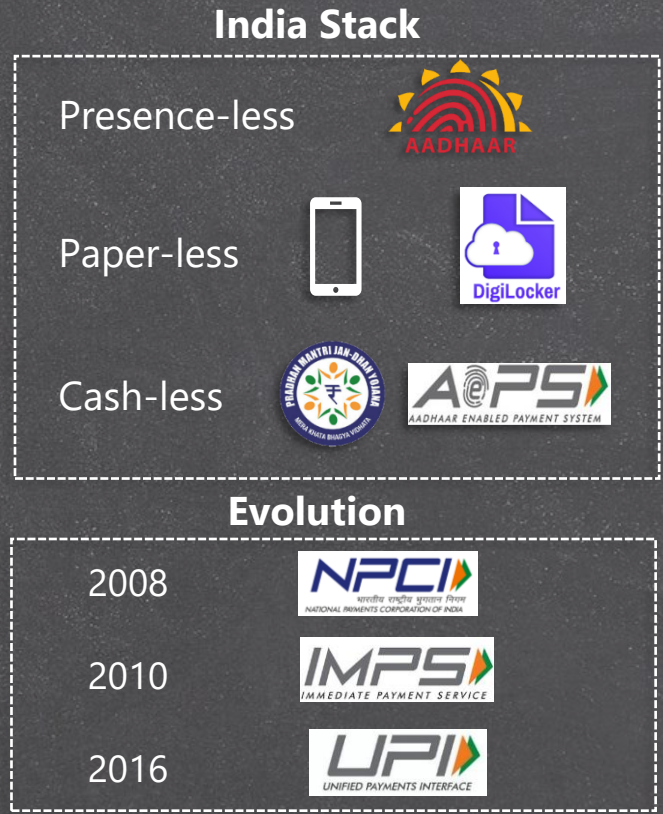 India Stack
Presence-less
AADHAAR
Paper-less
DigiLocker
Cash-less
PRADHAN MANTRI JAN-DHAN YOJANA
MERA KHATA BHAGYA VIDHATA
AePS
AADHAAR ENABLED PAYMENT SYSTEM
Evolution
2008
NPCI
भारतीय राष्ट्रीय भुगतान निगम
NATIONAL PAYMENTS CORPORATION OF INDIA
2010
IMPS
IMMEDIATE PAYMENT SERVICE
2016
UPI
UNIFIED PAYMENTS INTERFACE